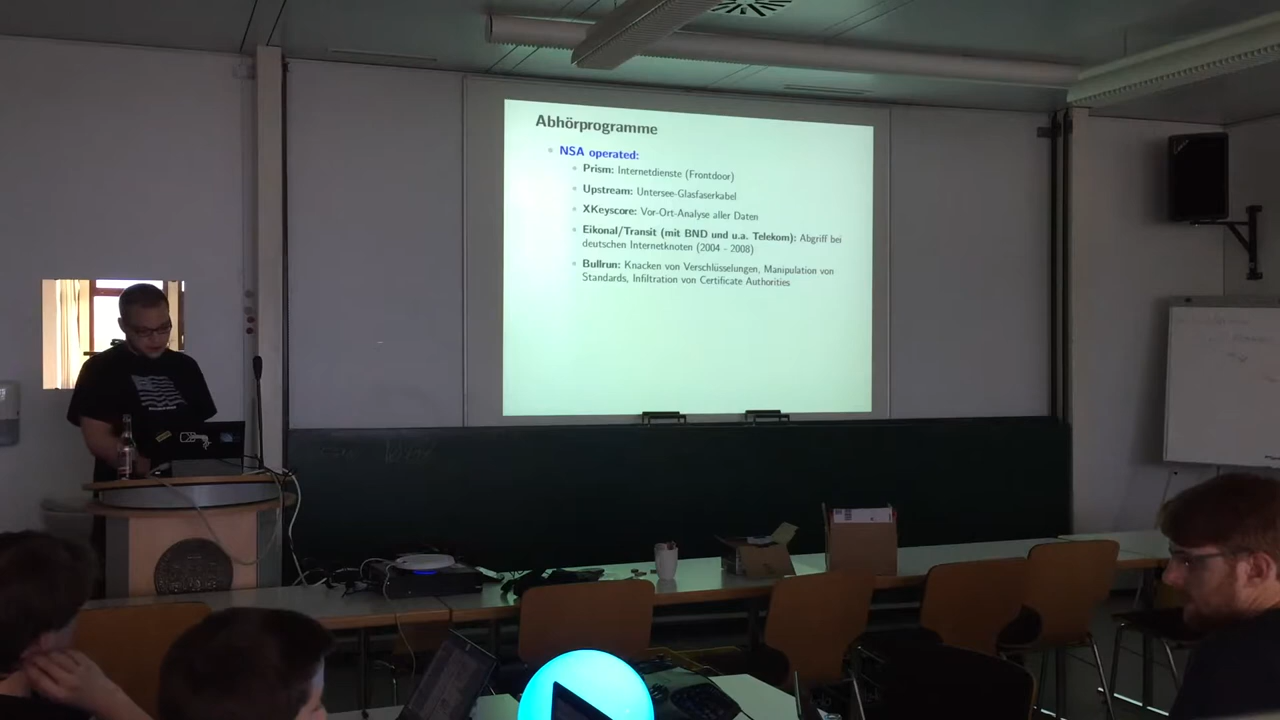 Abhörprogramme
NSA operated:
Prism: Internetdienste (Frontdoor)
Upstream: Untersee-Glasfaserkabel
XKeyscore: Vor-Ort-Analyse aller Daten
Eikonal/Transit (mit BND und u.a. Telekom): Abgriff bei
deutschen Internetknoten (2004 - 2008)
Bullrun: Knacken von Verschlüsselungen, Manipulation von
Standards, Infiltration von Certificate Authorities